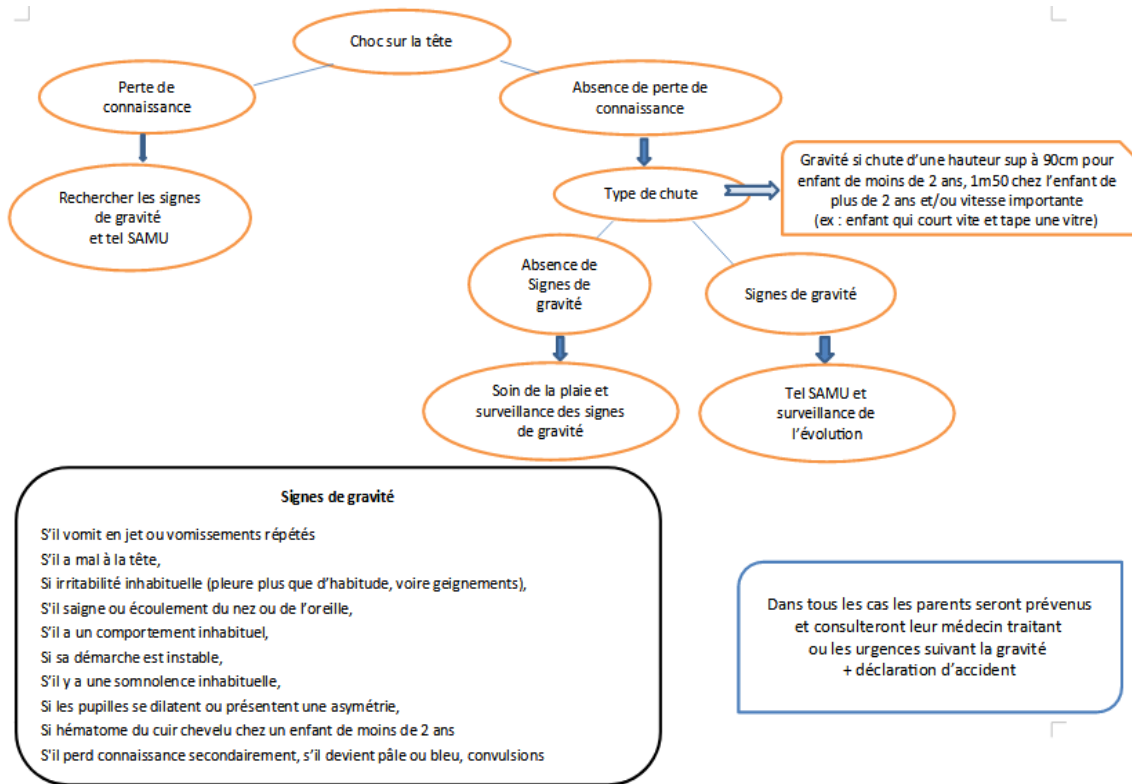 Choc sur la tête
Perte de
connaissance
Absence de perte de
connaissance
Rechercher les signes
de gravité
et tel SAMU
Type de chute
Gravité si chute d'une hauteur sup à 90cm pour
enfant de moins de 2 ans, 1m50 chez l'enfant de
plus de 2 ans et/ou vitesse importante
(ex : enfant qui court vite et tape une vitre)
Absence de
Signes de
gravité
Signes de gravité
Soin de la plaie et
surveillance des signes
de gravité
Tel SAMU et
surveillance de
l'évolution
Signes de gravité
S'il vomit en jet ou vomissements répétés
S'il a mal à la tête,
Si irritabilité inhabituelle (pleure plus que d'habitude, voire geignements),
S'il saigne ou écoulement du nez ou de l'oreille,
S'il a un comportement inhabituel,
Si sa démarche est instable,
S'il y a une somnolence inhabituelle,
Si les pupilles se dilatent ou présentent une asymétrie,
Si hématome du cuir chevelu chez un enfant de moins de 2 ans
S'il perd connaissance secondairement, s'il devient pâle ou bleu, convulsions
Dans tous les cas les parents seront prévenus
et consulteront leur médecin traitant
ou les urgences suivant la gravité
+ déclaration d'accident